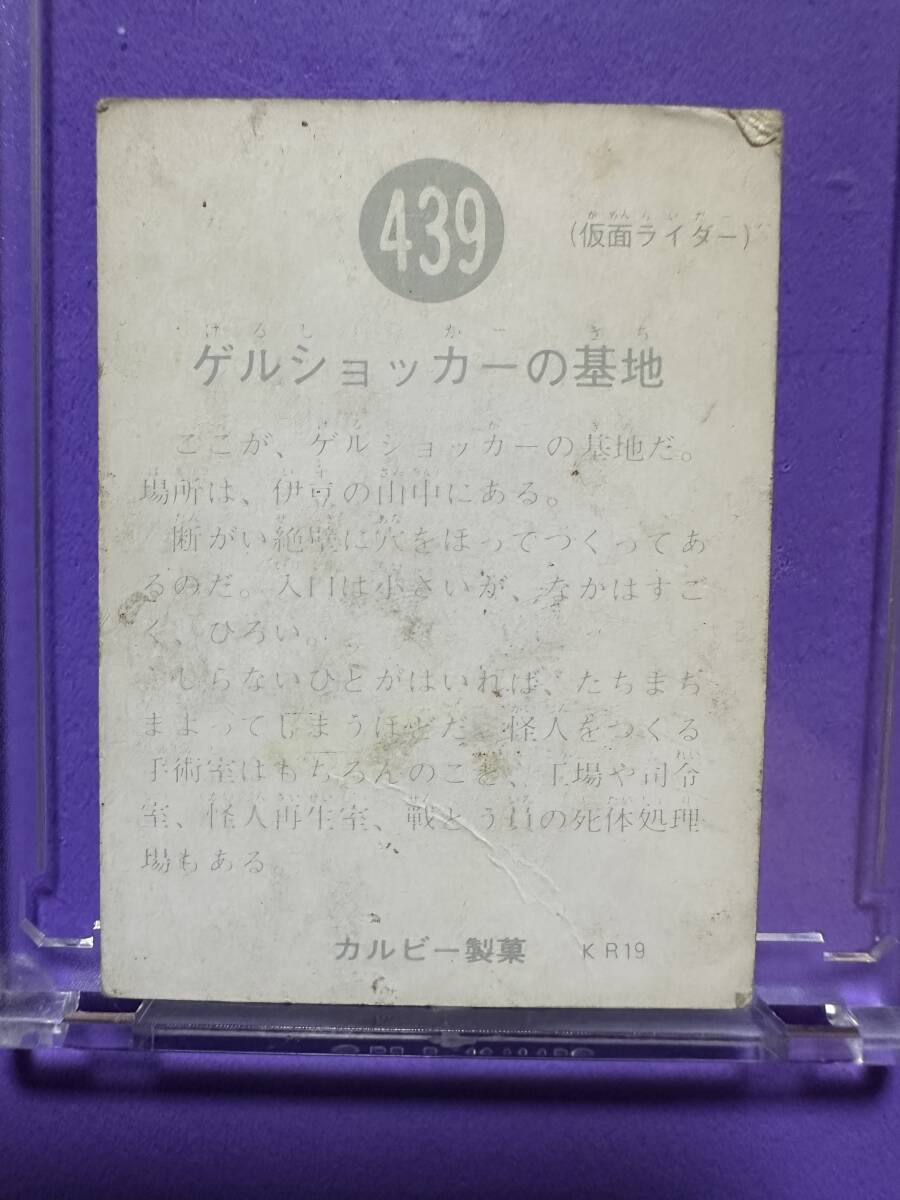 439
(仮面ライダー)
ゲルショッカーの基地
ここが、ゲルショッカーの基地だ。
場所は、伊豆の山中にある。
断がい絶壁に穴をほってつくってあ
るのだ。入口は小さいが、なかはすご
く、ひろい。
しらないひとがはいれば、たちまち
まよってしまうほどだ 怪人をつくる
手術室はもちろんのこと、工場や司令
室、怪人再生室、戦とう員の死体処理
場もある
カルビー製菓 KR19